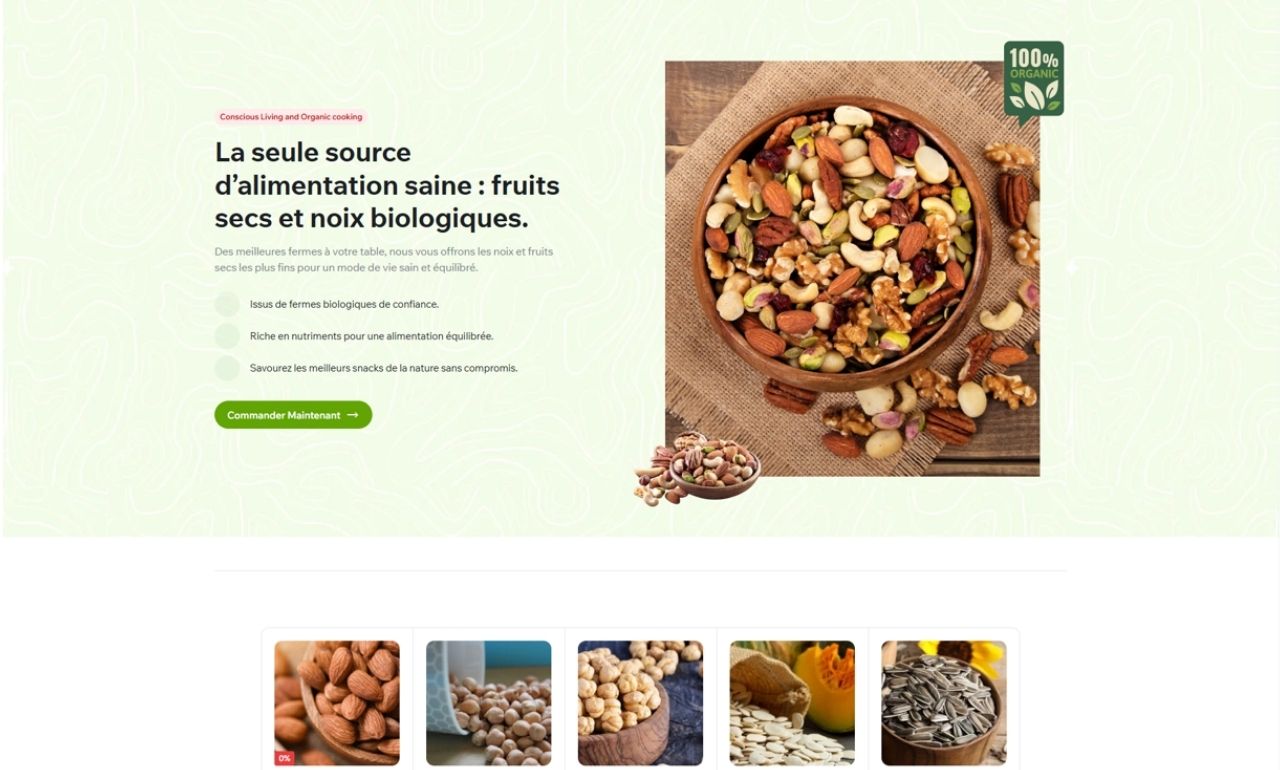 100%
ORGANIC
Conscious Living and Organic cooking
La seule source
d’alimentation saine : fruits
secs et noix biologiques.
Des meilleures fermes à votre table, nous vous offrons les noix et fruits
secs les plus fins pour un mode de vie sain et équilibré.
Issus de fermes biologiques de confiance.
Riche en nutriments pour une alimentation équilibrée.
Savourez les meilleurs snacks de la nature sans compromis.
Commander Maintenant →
0%